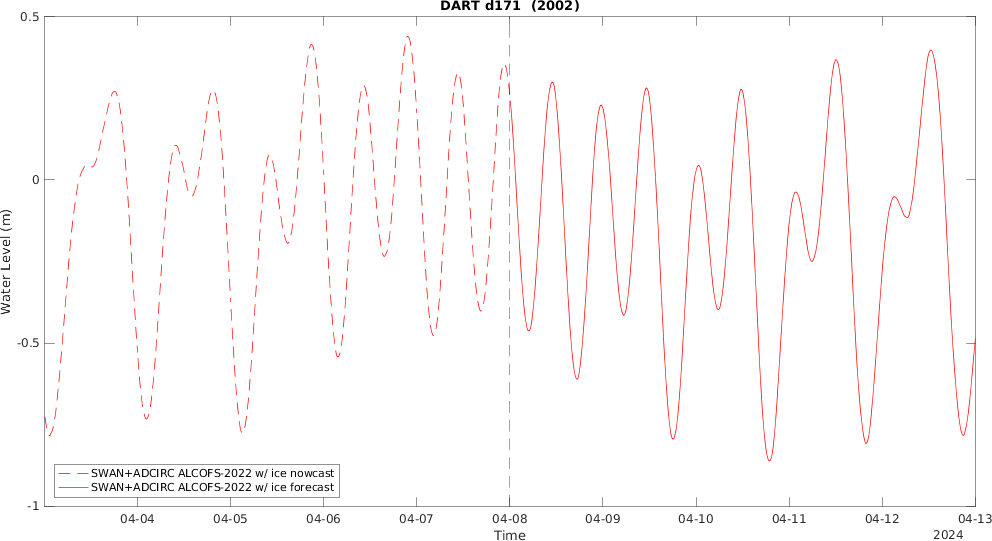 DART d171 (2002)
0.5
0
-0.5
-1
Water Level (m)
SWAN+ADCIRC ALCOFS-2022 w/ ice nowcast
SWAN+ADCIRC ALCOFS-2022 w/ ice forecast
04-04 04-05 04-06 04-07 04-08 04-09 04-10 04-11 04-12 04-13
Time
2024